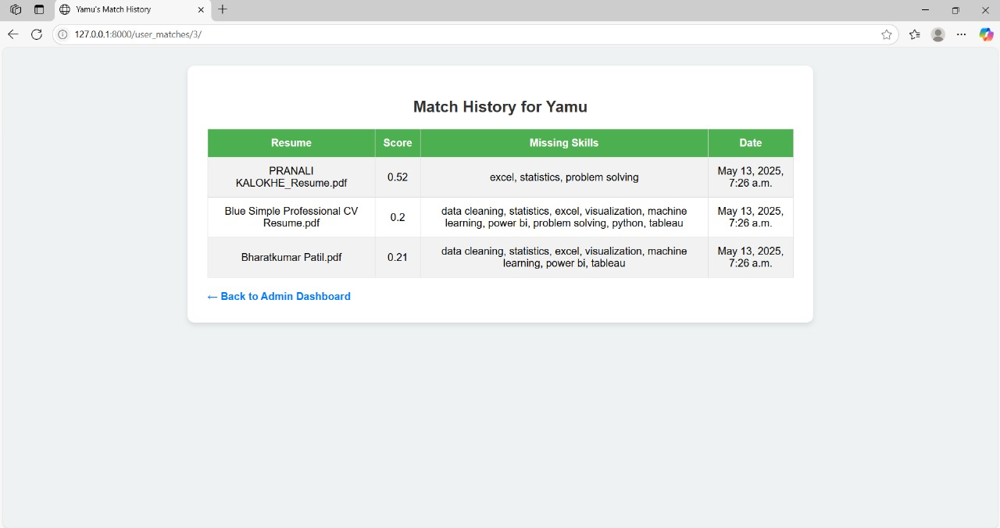 Yamu's Match History
127.0.0.1:8000/user_matches/3/
Match History for Yamu
Resume Score Missing Skills Date
PRANALI
KALOKHE_Resume.pdf
0.52
excel, statistics, problem solving
May 13, 2025,
7:26 a.m.
Blue Simple Professional CV
Resume.pdf
0.2
data cleaning, statistics, excel, visualization, machine
learning, power bi, problem solving, python, tableau
May 13, 2025,
7:26 a.m.
Bharatkumar Patil.pdf
0.21
data cleaning, statistics, excel, visualization, machine
learning, power bi, tableau
May 13, 2025,
7:26 a.m.
← Back to Admin Dashboard